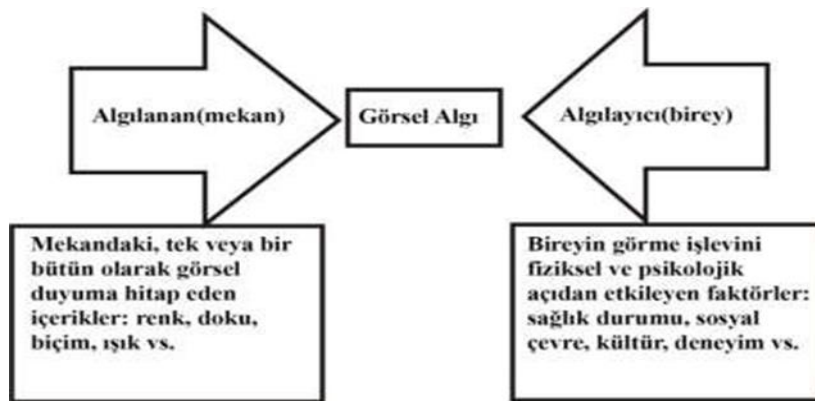 Algılanan(mekan)
Görsel Algı
Algılayıcı(birey)
Mekandaki, tek veya bir
bütün olarak görsel
duyuma hitap eden
içerikler: renk, doku,
biçim, ışık vs.
Bireyin görme işlevini
fiziksel ve psikolojik
açıdan etkileyen faktörler:
sağlık durumu, sosyal
çevre, kültür, deneyim vs.